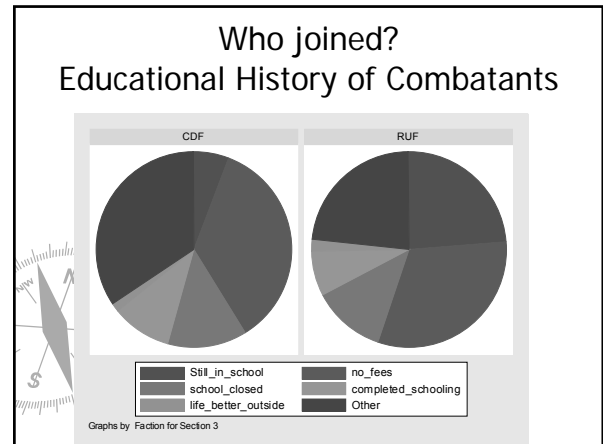 Who joined?
Educational History of Combatants
CDF
RUF
Still_in_school
no_fees
school_closed
completed_schooling
life_better_outside
Other
Graphs by Faction for Section 3
NW
S